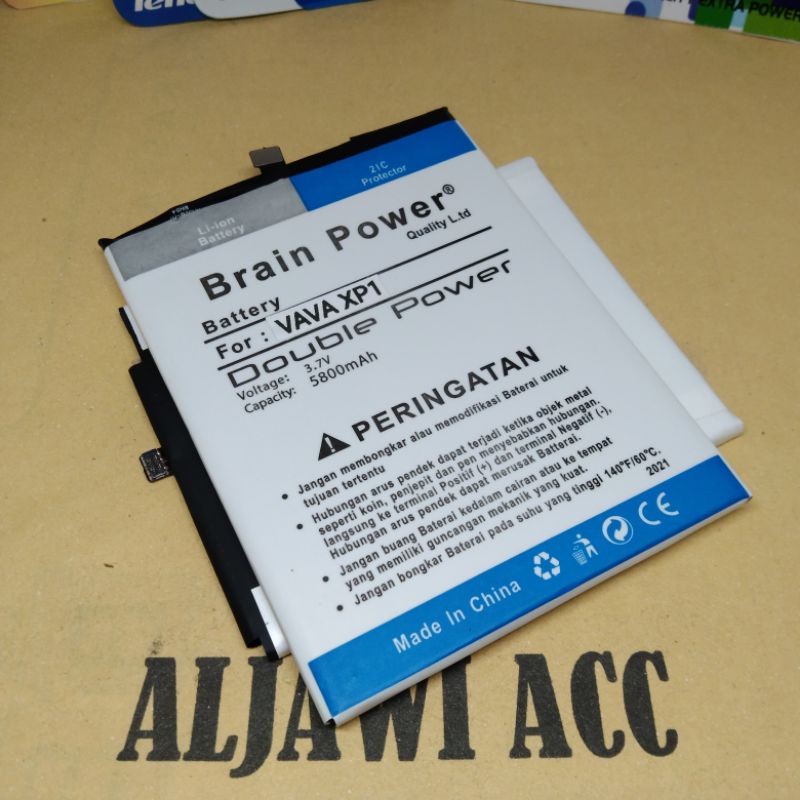 EXTRA POWER
Li-ion
Battery
21C
Protector
Brain Power®
Quality L.td
Battery
For : VAVA XP1
Double Power
Voltage: 3.7V
Capacity: 5800mAh
PERINGATAN
• Jangan membongkar alau memodifikasi Baterai untuk
tujuan tertentu
• Hubungan arus pendek dapat terjadi ketika objek metal
seperti koin, penjepit dan pen menyebabkan hubungan.
langsung ke terminal Positif (+) dan terminal Negatif (-),
Hubungan arus pendek dapat merusak Batterai.
• Jangan buang Baterai kedalam cairan atau ke tempat
yang memiliki guncangan mekanik yang kuat.
• Jangan bongkar Baterai pada suhu yang tinggi 140°F/60°C.
2021
Made In China
CE
ALJAWI ACC